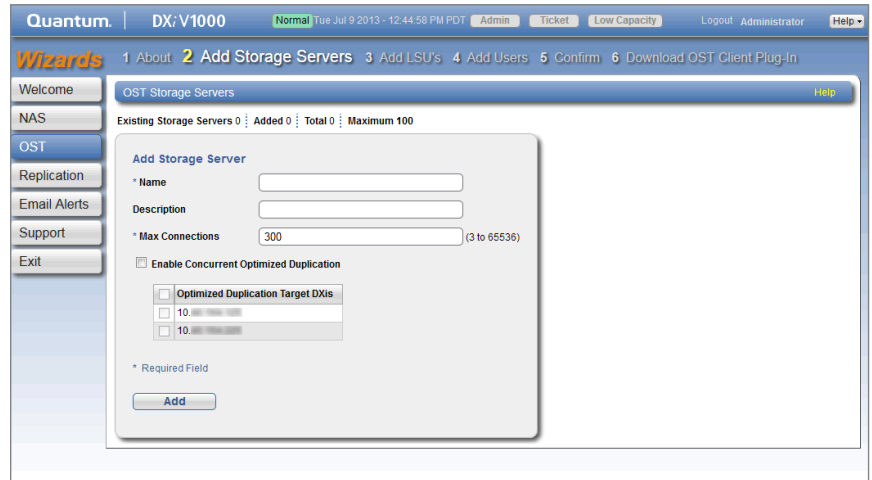 Quantum. DXi V1000 Normal Tue Jul 9 2013 - 12:44:58 PM PDT Admin Ticket Low Capacity Logout Administrator Help
Wizards 1 About 2 Add Storage Servers 3 Add LSU's 4 Add Users 5 Confirm 6 Download OST Client Plug-In
Welcome
NAS
OST
Replication
Email Alerts
Support
Exit
OST Storage Servers Help
Existing Storage Servers 0 Added 0 Total 0 Maximum 100
Add Storage Server
* Name
Description
* Max Connections 300 (3 to 65536)
Enable Concurrent Optimized Duplication
Optimized Duplication Target DXis
10.
10.
* Required Field
Add